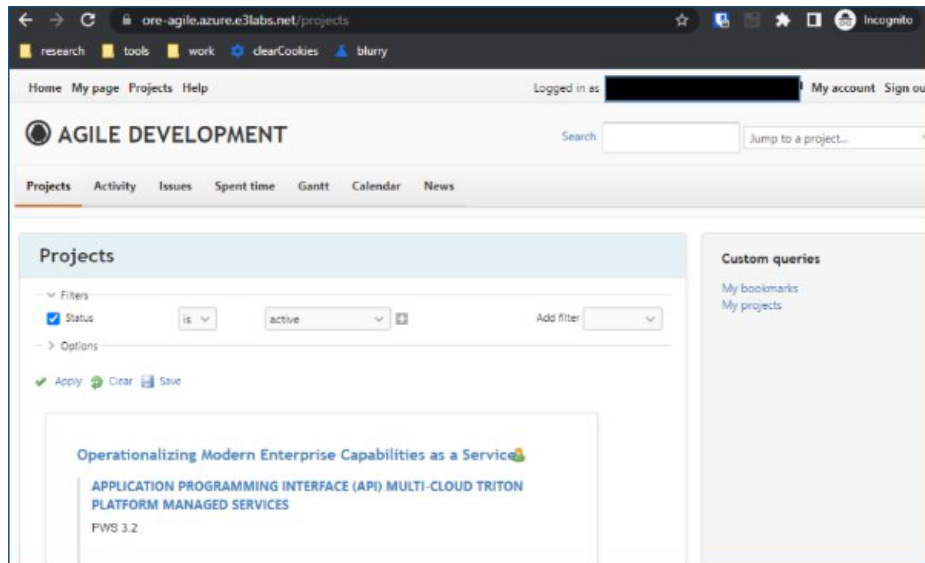 ore-agile.azure.e3labs.net/projects
Incognito
research tools work clearCookies blurry
Home My page Projects Help Logged in as My account Sign ou
AGILE DEVELOPMENT Search Jump to a project...
Projects Activity Issues Spent time Gantt Calendar News
Projects
Custom queries
My bookmarks
My projects
Filters
Status is active Add filter
Options
Apply Clear Save
Operationalizing Modern Enterprise Capabilities as a Service
APPLICATION PROGRAMMING INTERFACE (API) MULTI-CLOUD TRITON
PLATFORM MANAGED SERVICES
PWS 3.2